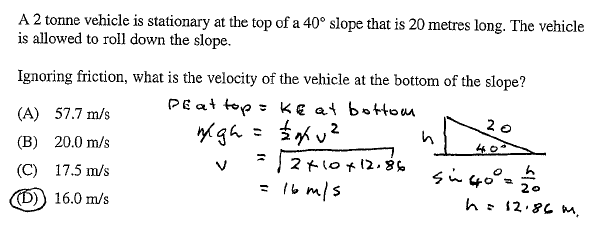 A 2 tonne vehicle is stationary at the top of a 40° slope that is 20 metres long. The vehicle
is allowed to roll down the slope.
Ignoring friction, what is the velocity of the vehicle at the bottom of the slope?
(A) 57.7 m/s
(B) 20.0 m/s
(C) 17.5 m/s
(D) 16.0 m/s
PE at top = KE at bottom
mgh = ½mv²
v = √2×10×12.86
= 16 m/s
h
20
40°
sin 40° = h/20
h = 12.86 m.